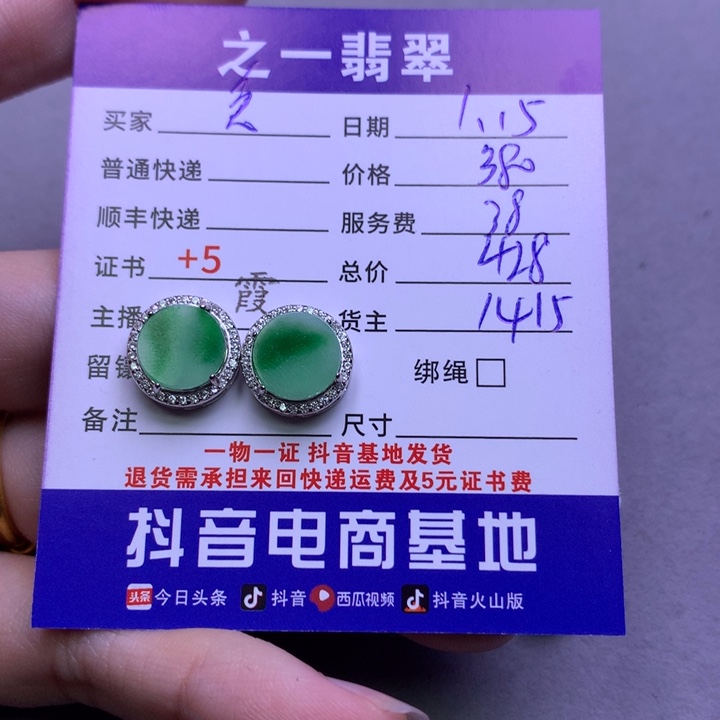 之一翡翠
买家 日期 1.15
普通快递 价格 380
顺丰快递 服务费 38
证书 +5 总价 428
主播 霞 货主 1415
留 绑绳
备注 尺寸
一物一证 抖音基地发货
退货需承担来回快递运费及5元证书费
抖音电商基地
头条 今日头条 抖音 西瓜视频 抖音火山版